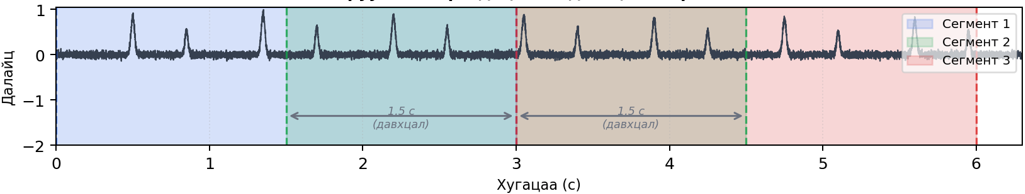 1
0
−1
−2
Далайц
Сегмент 1
Сегмент 2
Сегмент 3
1.5 с
(давхцал)
1.5 с
(давхцал)
0 1 2 3 4 5 6
Хугацаа (с)